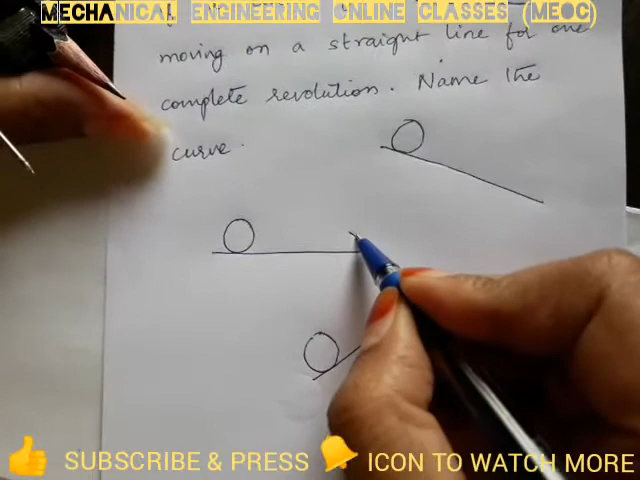 MECHANICAL ENGINEERING ONLINE CLASSES (MEOC)
moving on a straight line for one
complete revolution. Name the
curve.
SUBSCRIBE & PRESS ICON TO WATCH MORE